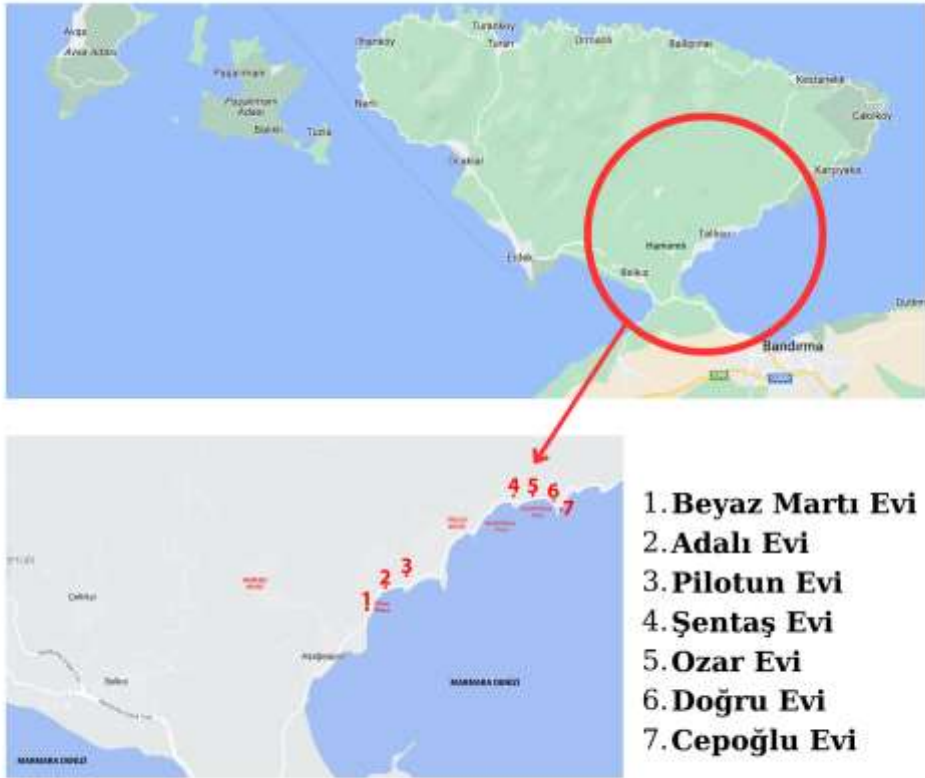 Avşa
Avşa Adası
Paşalimanı
Paşalimanı
Adası
Balıklı
Tuzla
İlhanköy
Turanköy
Turan
Ormanlı
Ballıpınar
Kestanelik
Çakılköy
Narlı
Ocaklar
Karşıyaka
Tatlısu
Hamamlı
Erdek
Belkıs
Bandırma
4 5 6
7
3
2
1
Belkıs
MARMARA DENİZİ
MARMARA DENİZİ
1. Beyaz Martı Evi
2. Adalı Evi
3. Pilotun Evi
4. Şentaş Evi
5. Ozar Evi
6. Doğru Evi
7. Cepoğlu Evi